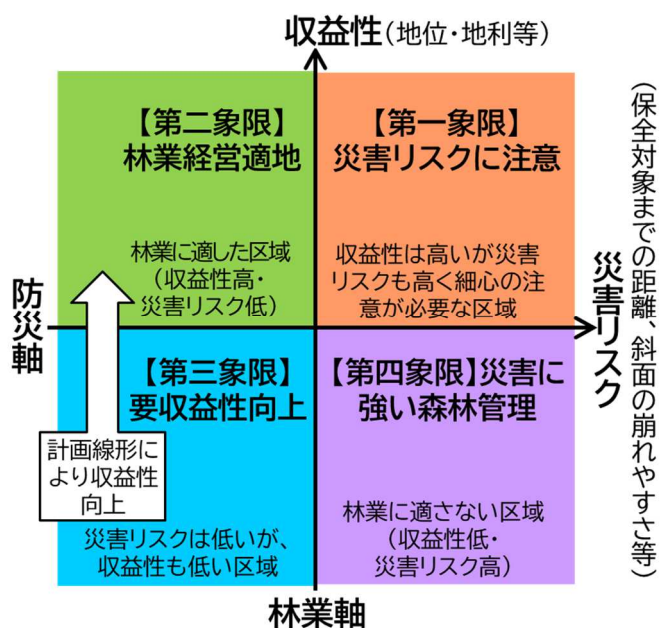 収益性(地位・地利等)
【第二象限】
林業経営適地
林業に適した区域
(収益性高・
災害リスク低)
【第一象限】
災害リスクに注意
収益性は高いが災害
リスクも高く細心の注
意が必要な区域
防災軸
災害リスク
(保全対象までの距離、斜面の崩れやすさ等)
【第三象限】
要収益性向上
計画線形に
より収益性
向上
災害リスクは低いが、
収益性も低い区域
【第四象限】災害に
強い森林管理
林業に適さない区域
(収益性低・
災害リスク高)
林業軸